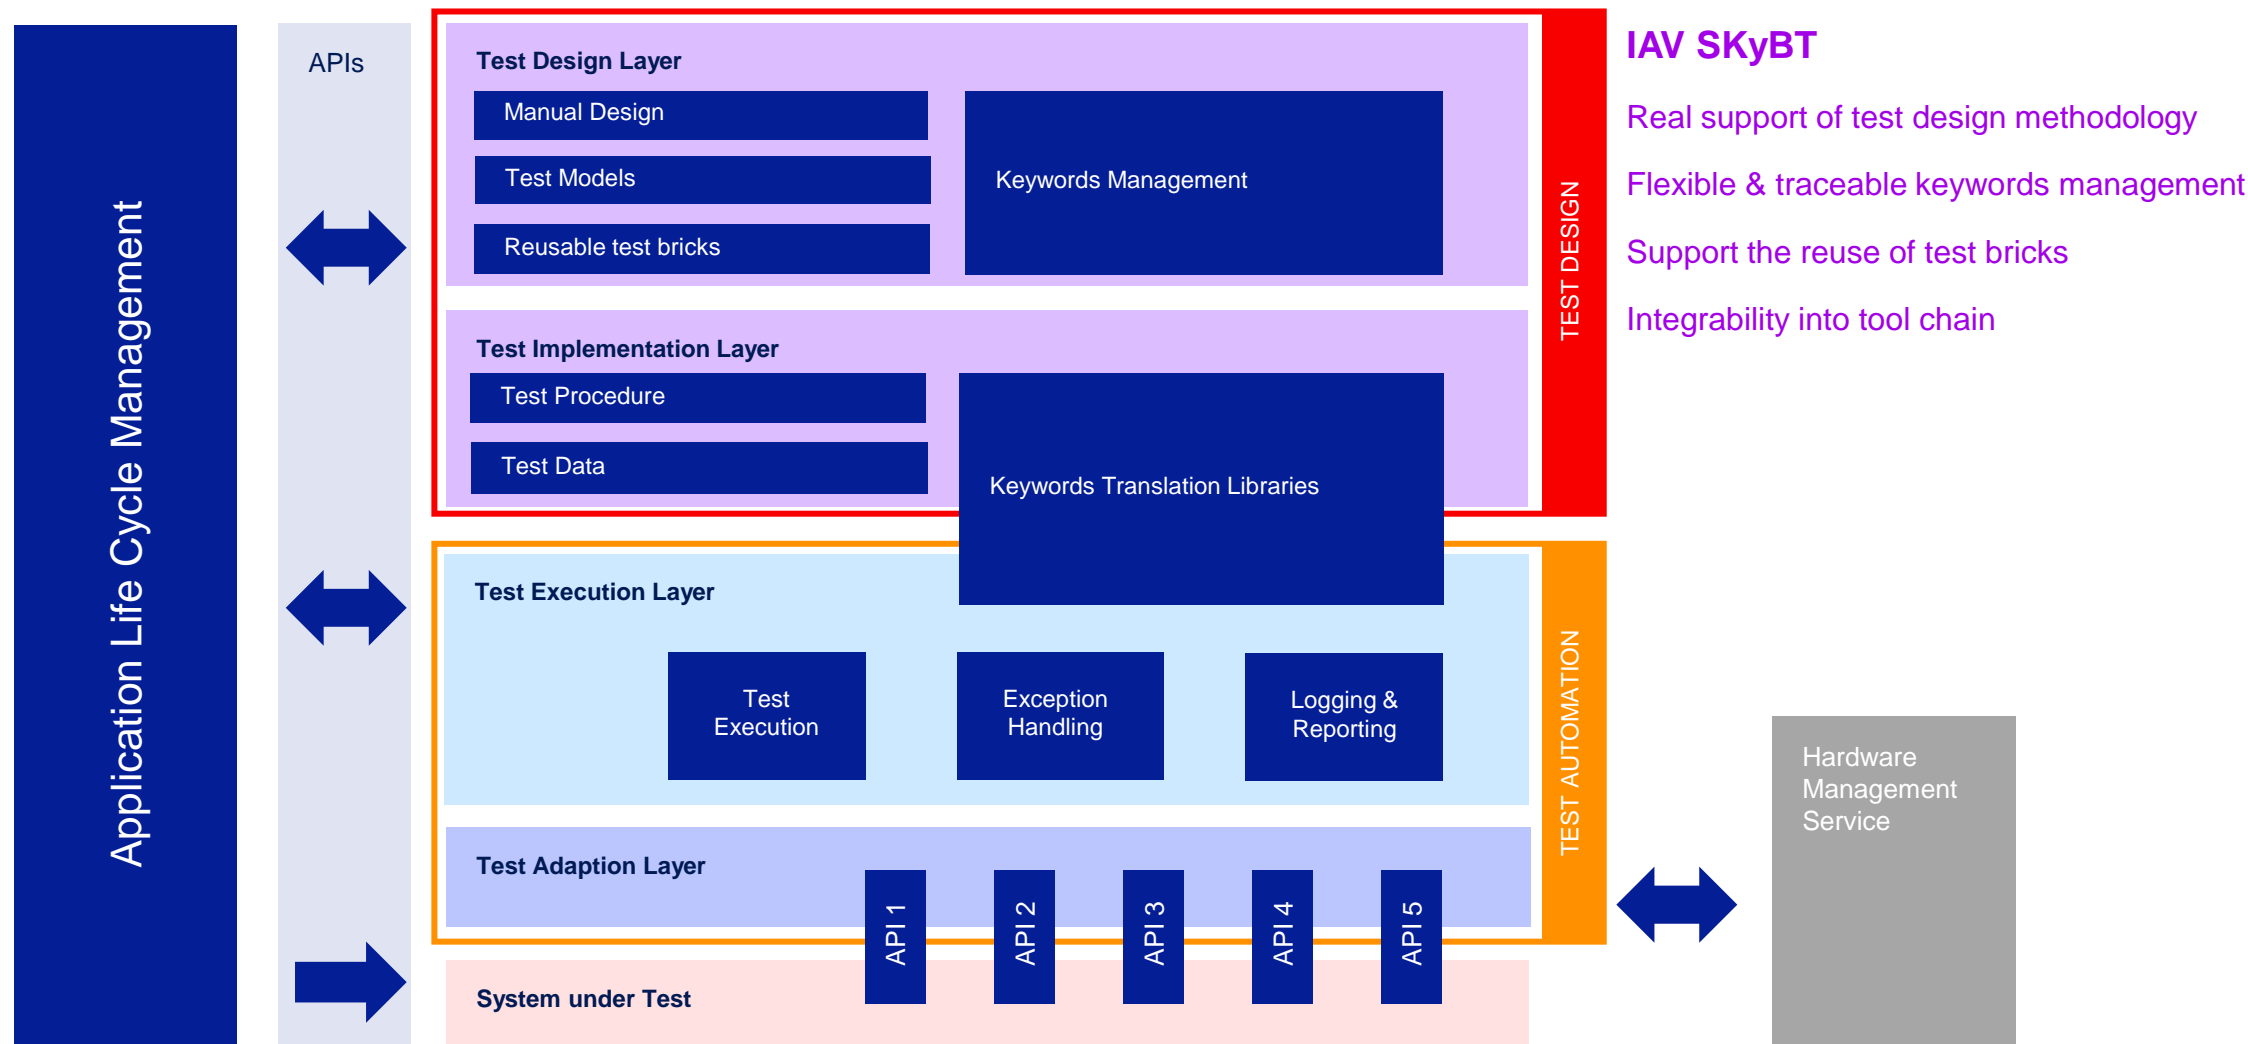 Application Life Cycle Management
APIs
Test Design Layer
Manual Design
Test Models
Reusable test bricks
Keywords Management
Test Implementation Layer
Test Procedure
Test Data
Keywords Translation Libraries
TEST DESIGN
Test Execution Layer
Test
Execution
Exception
Handling
Logging &
Reporting
Test Adaption Layer
API 1
API 2
API 3
API 4
API 5
TEST AUTOMATION
System under Test
IAV SKyBT
Real support of test design methodology
Flexible & traceable keywords management
Support the reuse of test bricks
Integrability into tool chain
Hardware
Management
Service